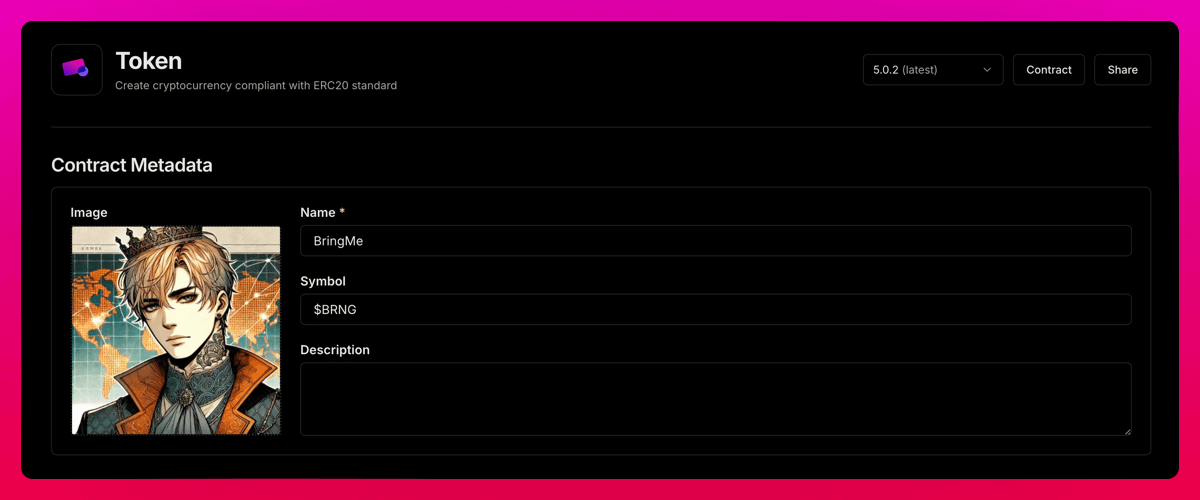 Token
Create cryptocurrency compliant with ERC20 standard
5.0.2 (latest)
Contract
Share
Contract Metadata
Image
Name *
BringMe
Symbol
$BRNG
Description